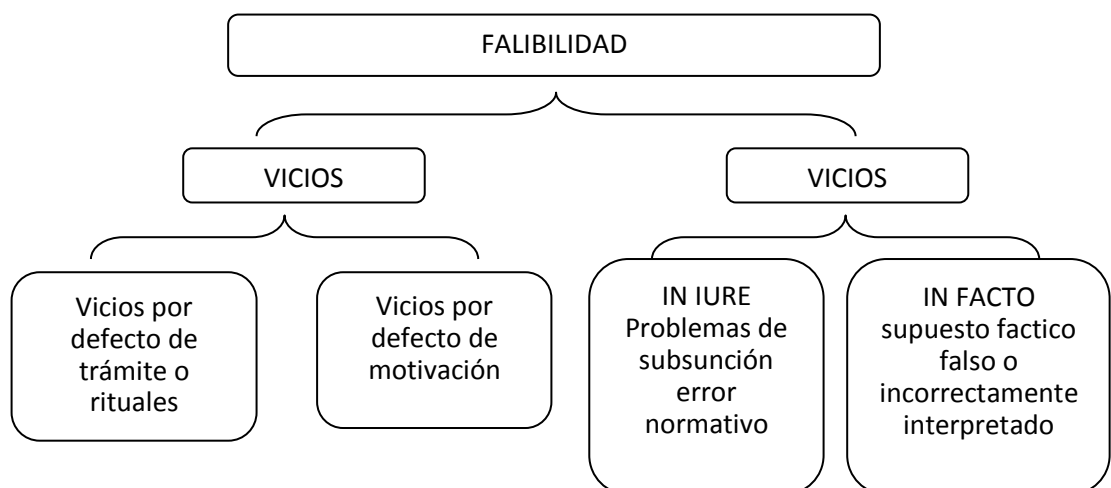 FALIBILIDAD
VICIOS
VICIOS
Vicios por
defecto de
trámite o
rituales
Vicios por
defecto de
motivación
IN IURE
Problemas de
subsunción
error
normativo
IN FACTO
supuesto factico
falso o
incorrectamente
interpretado